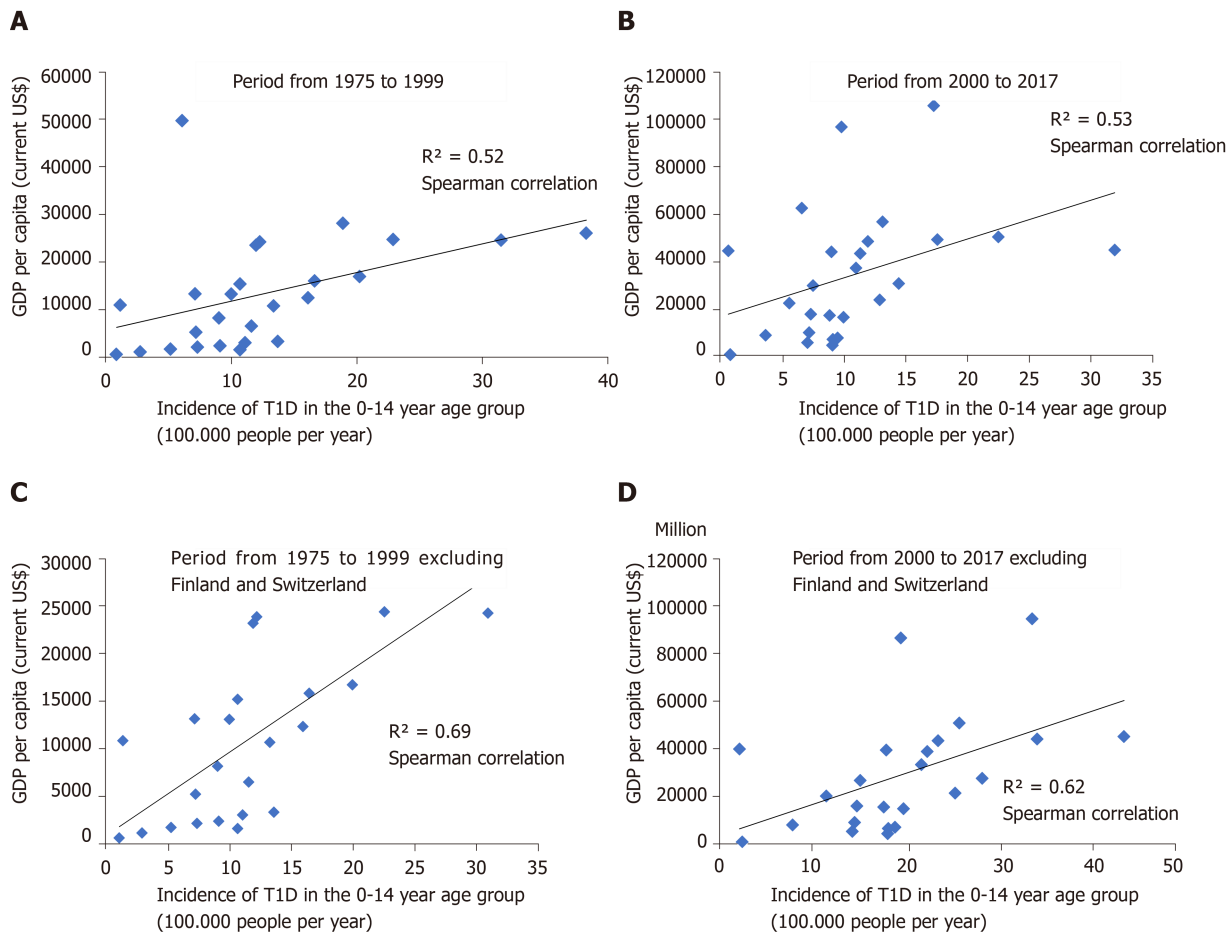 A
GDP per capita (current US$)
60000
50000
40000
30000
20000
10000
0
Period from 1975 to 1999
R² = 0.52
Spearman correlation
0
10
20
30
40
Incidence of T1D in the 0-14 year age group
(100.000 people per year)
B
GDP per capita (current US$)
120000
100000
80000
60000
40000
20000
0
Period from 2000 to 2017
R² = 0.53
Spearman correlation
0
5
10
15
20
25
30
35
Incidence of T1D in the 0-14 year age group
(100.000 people per year)
C
GDP per capita (current US$)
30000
25000
20000
15000
10000
5000
0
Period from 1975 to 1999 excluding
Finland and Switzerland
R² = 0.69
Spearman correlation
0
5
10
15
20
25
30
35
Incidence of T1D in the 0-14 year age group
(100.000 people per year)
D
Million
GDP per capita (current US$)
120000
100000
80000
60000
40000
20000
0
Period from 2000 to 2017 excluding
Finland and Switzerland
R² = 0.62
Spearman correlation
0
10
20
30
40
50
Incidence of T1D in the 0-14 year age group
(100.000 people per year)